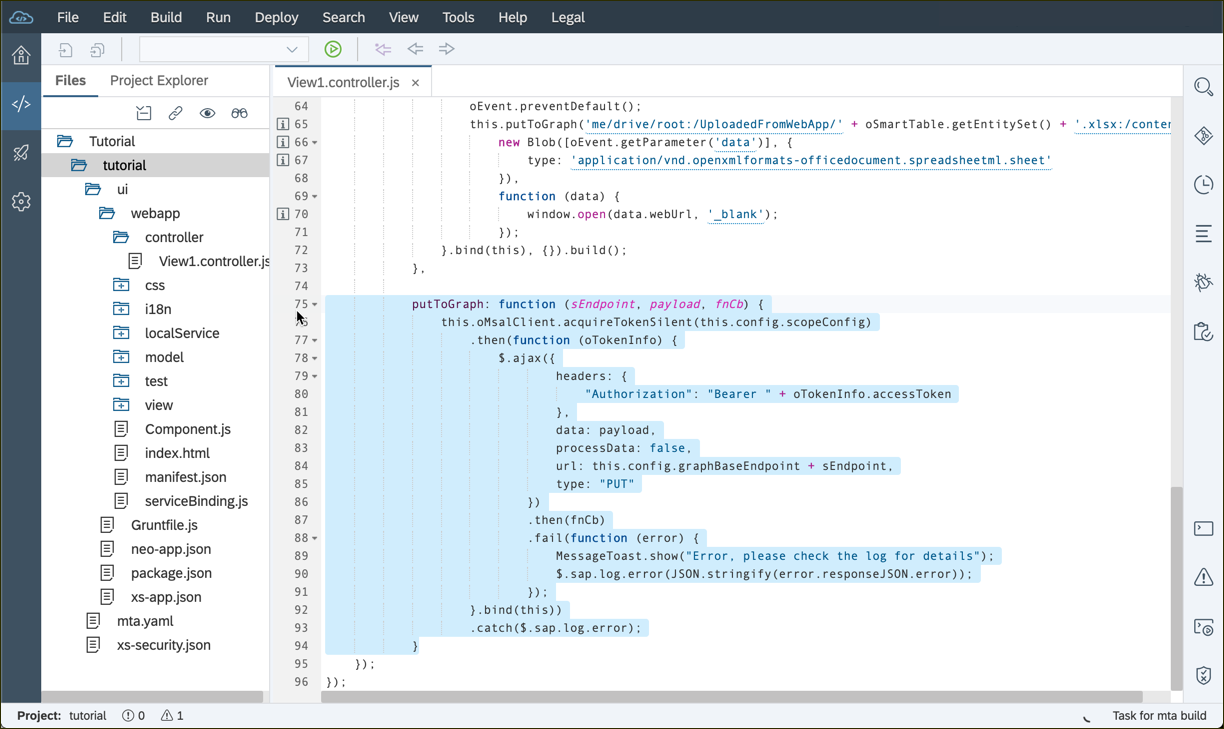 File Edit Build Run Deploy Search View Tools Help Legal
Files Project Explorer
View1.controller.js ×
Tutorial
tutorial
ui
webapp
controller
View1.controller.js
css
i18n
localService
model
test
view
Component.js
index.html
manifest.json
serviceBinding.js
Gruntfile.js
neo-app.json
package.json
xs-app.json
mta.yaml
xs-security.json
64 oEvent.preventDefault();
65 this.putToGraph('me/drive/root:/UploadedFromWebApp/' + oSmartTable.getEntitySet() + '.xlsx:/conten
66 new Blob([oEvent.getParameter('data')], {
67 type: 'application/vnd.openxmlformats-officedocument.spreadsheetml.sheet'
68 }),
69 function (data) {
70 window.open(data.webUrl, '_blank');
71 });
72 }.bind(this), {}).build();
73 },
74
75 putToGraph: function (sEndpoint, payload, fnCb) {
this.oMsalClient.acquireTokenSilent(this.config.scopeConfig)
77 .then(function (oTokenInfo) {
78 $.ajax({
79 headers: {
80 "Authorization": "Bearer " + oTokenInfo.accessToken
81 },
82 data: payload,
83 processData: false,
84 url: this.config.graphBaseEndpoint + sEndpoint,
85 type: "PUT"
86 })
87 .then(fnCb)
88 .fail(function (error) {
89 MessageToast.show("Error, please check the log for details");
90 $.sap.log.error(JSON.stringify(error.responseJSON.error));
91 });
92 }.bind(this))
93 .catch($.sap.log.error);
94 }
95 });
96 });
Project: tutorial 0 1 Task for mta build